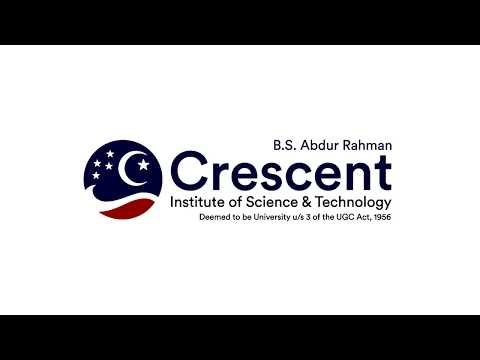 B.S. Abdur Rahman
Crescent
Institute of Science & Technology
Deemed to be University u/s 3 of the UGC Act, 1956